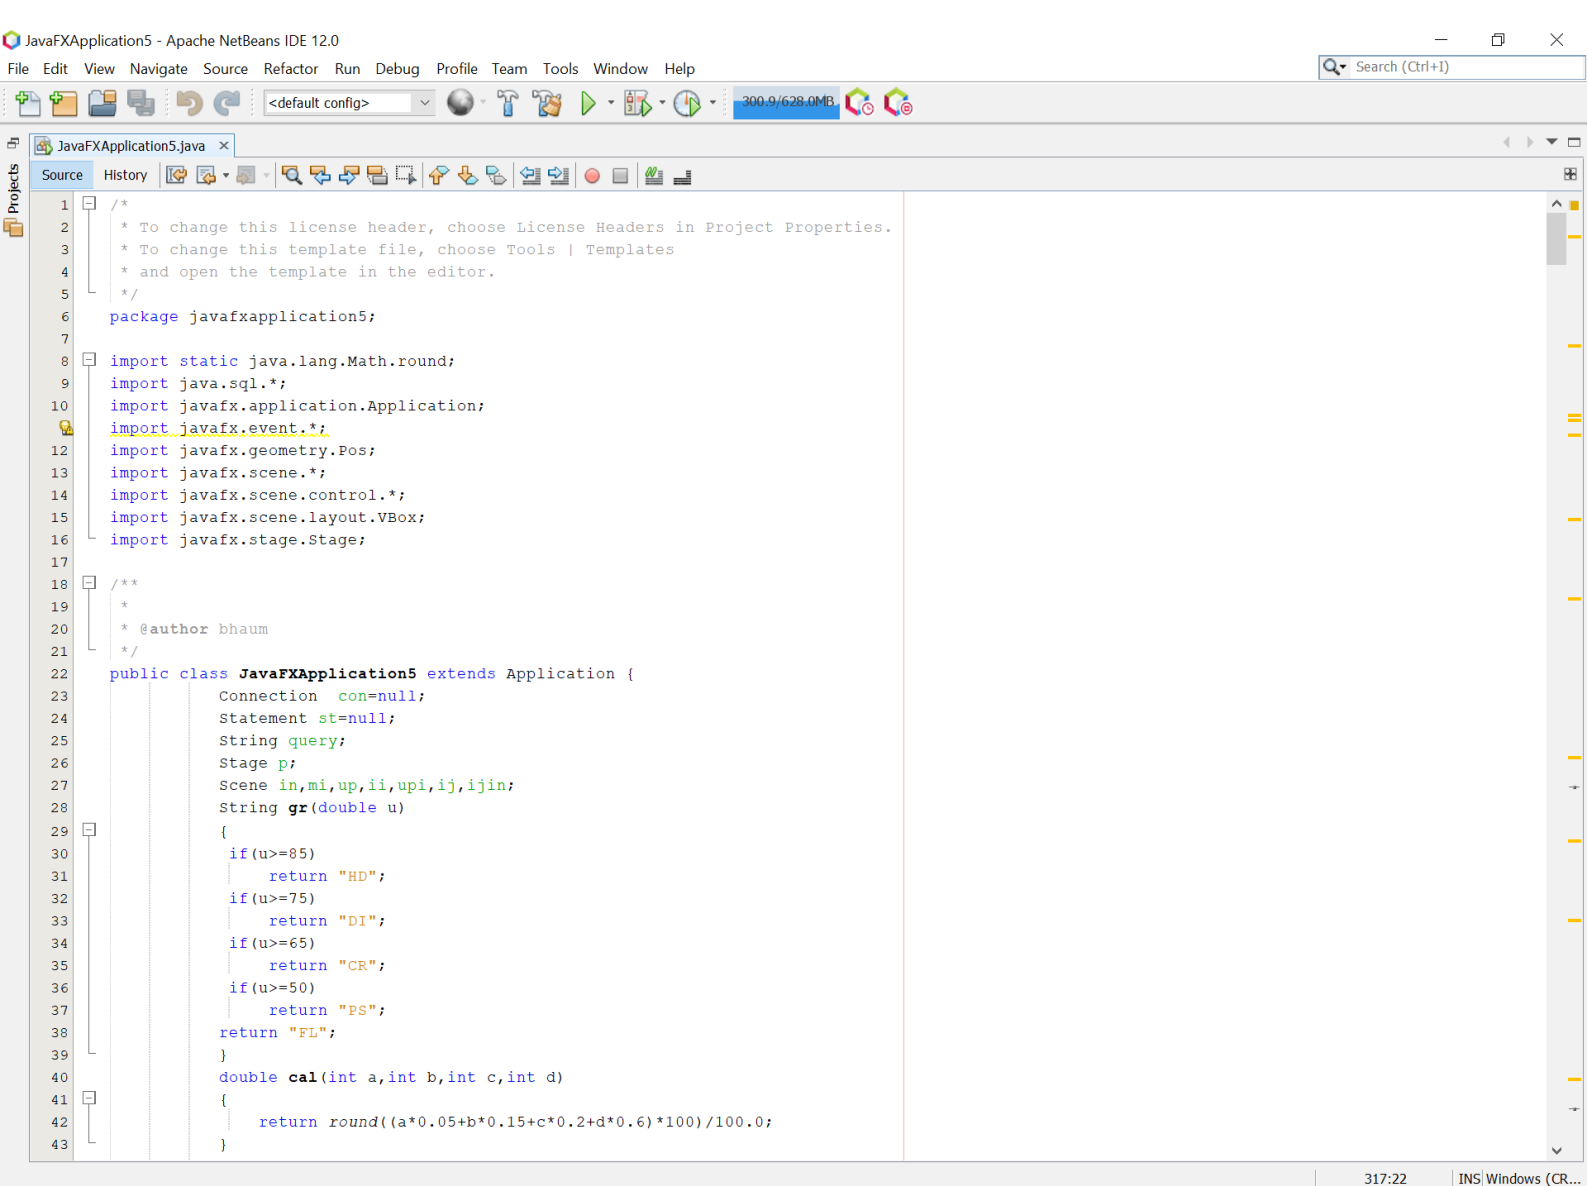 JavaFXApplication5 - Apache NetBeans IDE 12.0
File Edit View Navigate Source Refactor Run Debug Profile Team Tools Window Help
Search (Ctrl+I)
<default config>
300.9/628.0MB
Projects
JavaFXApplication5.java
Source History
1 /*
2 * To change this license header, choose License Headers in Project Properties.
3 * To change this template file, choose Tools | Templates
4 * and open the template in the editor.
5 */
6 package javafxapplication5;
7
8 import static java.lang.Math.round;
9 import java.sql.*;
10 import javafx.application.Application;
import javafx.event.*;
12 import javafx.geometry.Pos;
13 import javafx.scene.*;
14 import javafx.scene.control.*;
15 import javafx.scene.layout.VBox;
16 import javafx.stage.Stage;
17
18 /**
19 *
20 * @author bhaum
21 */
22 public class JavaFXApplication5 extends Application {
23 Connection  con=null;
24 Statement st=null;
25 String query;
26 Stage p;
27 Scene in,mi,up,ii,upi,ij,ijin;
28 String gr(double u)
29 {
30 if(u>=85)
31 return "HD";
32 if(u>=75)
33 return "DI";
34 if(u>=65)
35 return "CR";
36 if(u>=50)
37 return "PS";
38 return "FL";
39 }
40 double cal(int a,int b,int c,int d)
41 {
42 return round((a*0.05+b*0.15+c*0.2+d*0.6)*100)/100.0;
43 }
317:22 INS Windows (CR...